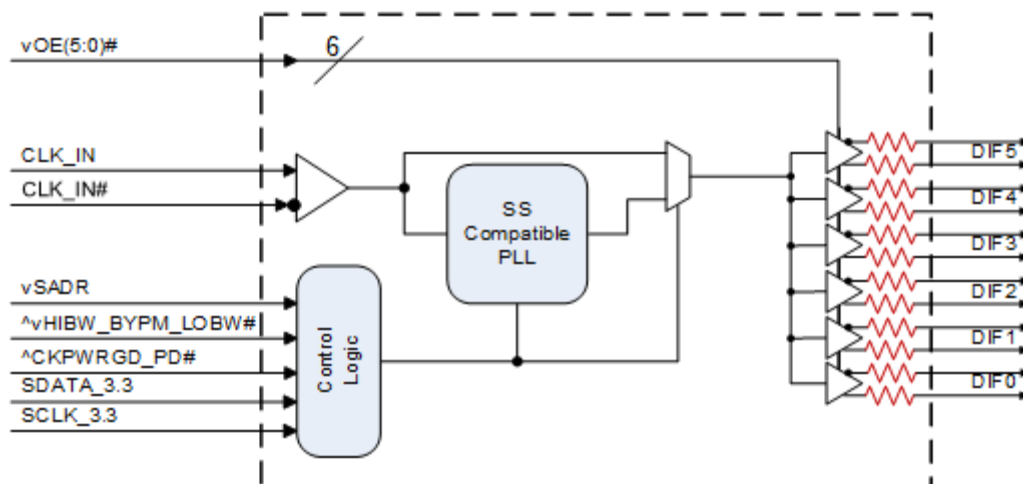 vOE(5:0)#
6
CLK_IN
CLK_IN#
SS
Compatible
PLL
vSADR
^vHIBW_BYPM_LOBW#
^CKPWRGD_PD#
SDATA_3.3
SCLK_3.3
Control
Logic
DIF5
DIF4
DIF3
DIF2
DIF1
DIF0